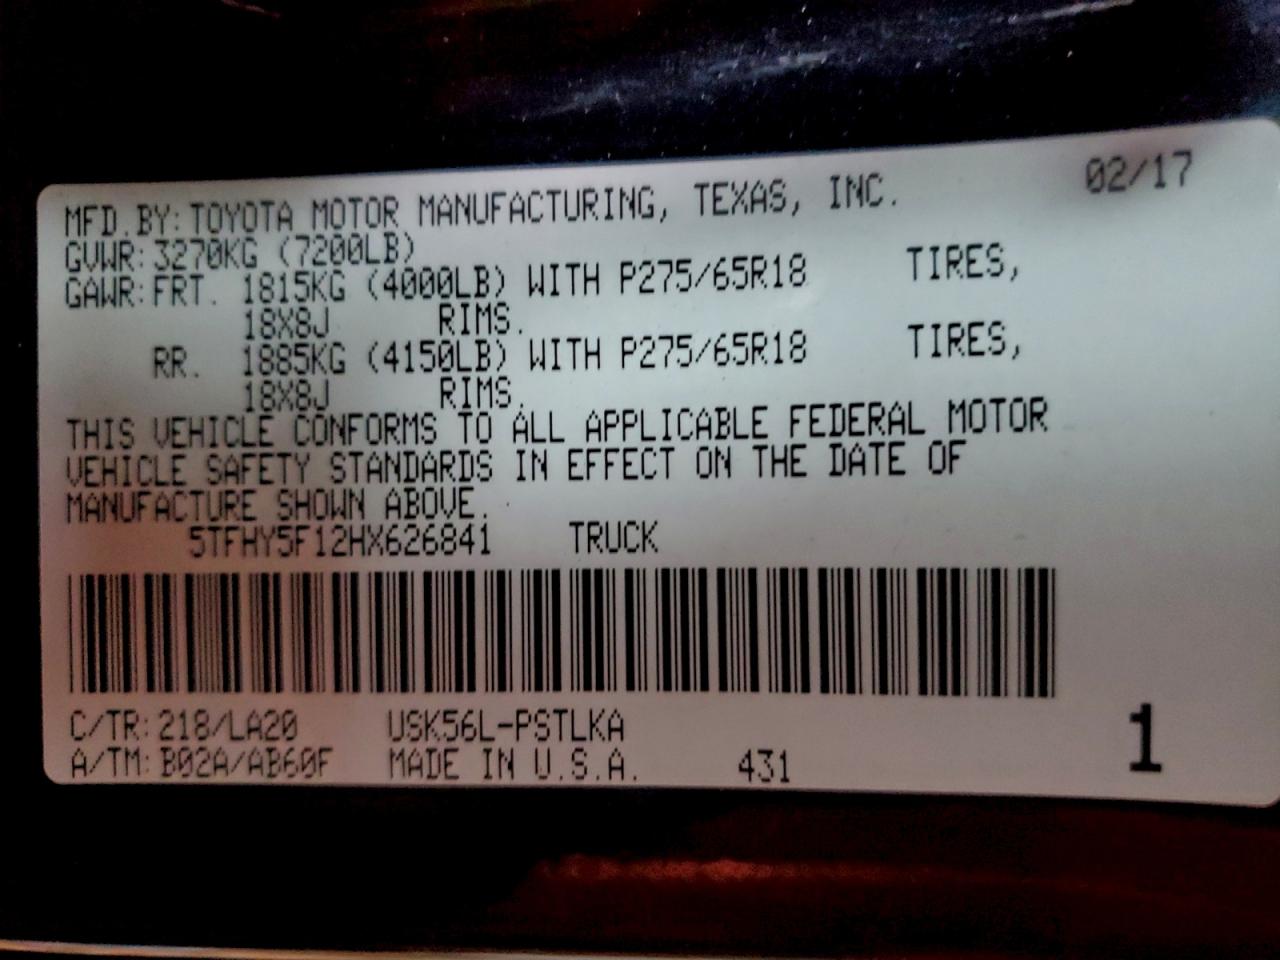 02/17
MFD.BY:TOYOTA MOTOR MANUFACTURING, TEXAS, INC.
GVWR:3270KG (7200LB)
GAWR:FRT. 1815KG (4000LB) WITH P275/65R18 TIRES,
18X8J RIMS.
RR. 1885KG (4150LB) WITH P275/65R18 TIRES,
18X8J RIMS.
THIS VEHICLE CONFORMS TO ALL APPLICABLE FEDERAL MOTOR
VEHICLE SAFETY STANDARDS IN EFFECT ON THE DATE OF
MANUFACTURE SHOWN ABOVE.
5TFHY5F12HX626841 TRUCK
C/TR:218/LA20 USK56L-PSTLKA
A/TM:B02A/AB60F MADE IN U.S.A. 431
1